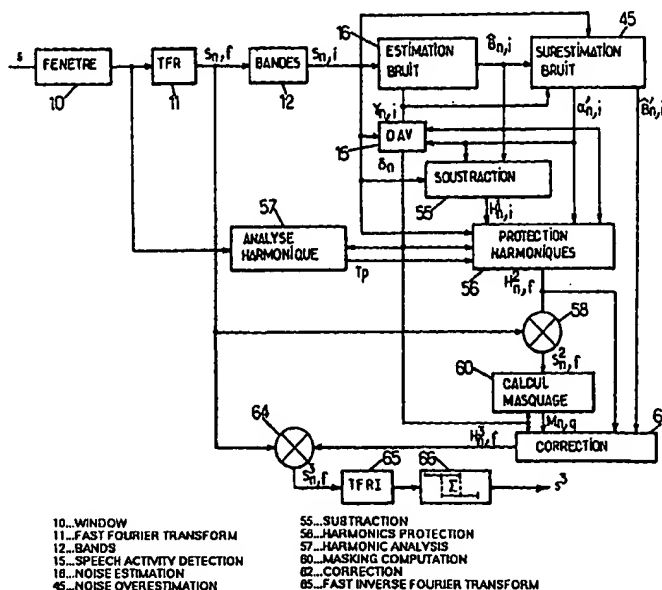 16
45
ESTIMATION
BRUIT
B̂n,i
SURESTIMATION
BRUIT
s
FENETRE
TFR
Sn,f
BANDES
Sn,i
10
11
12
γn,i
α'n,i
B̂'n,i
DAV
15
δn
SOUSTRACTION
55
H¹n,i
57
ANALYSE
HARMONIQUE
Tp
PROTECTION
HARMONIQUES
56
H²n,f
58
S²n,f
60
CALCUL
MASQUAGE
Mn,q
64
H³n,f
6
CORRECTION
S³n,f
65
66
TFRI
Σ
s³
10...WINDOW
11...FAST FOURIER TRANSFORM
12...BANDS
15...SPEECH ACTIVITY DETECTION
16...NOISE ESTIMATION
45...NOISE OVERESTIMATION
55...SUBTRACTION
56...HARMONICS PROTECTION
57...HARMONIC ANALYSIS
60...MASKING COMPUTATION
62...CORRECTION
65...FAST INVERSE FOURIER TRANSFORM